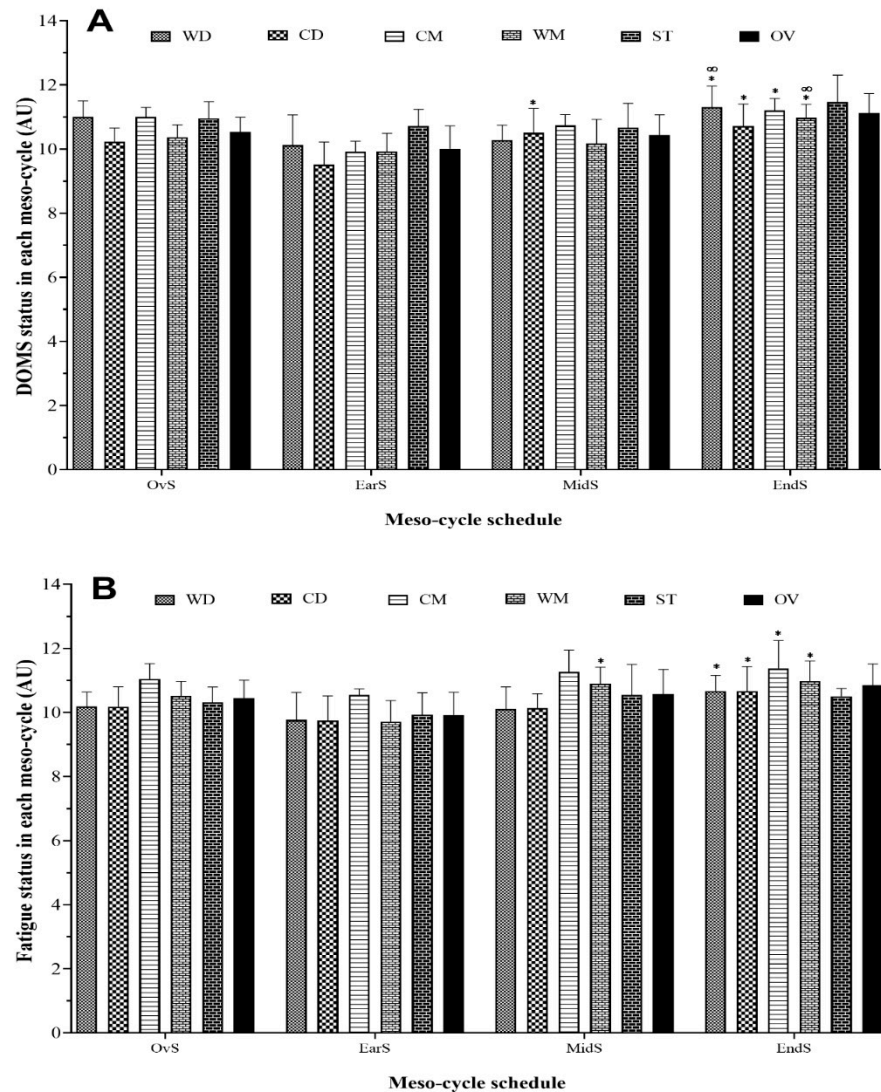 A
WD CD CM WM ST OV
DOMS status in each meso-cycle (AU)
14
12
10
8
6
4
2
0
* * ∞ * * * ∞ *
OvS EarS MidS EndS
Meso-cycle schedule
B
WD CD CM WM ST OV
Fatigue status in each meso-cycle (AU)
14
12
10
8
6
4
2
0
* * * * *
OvS EarS MidS EndS
Meso-cycle schedule